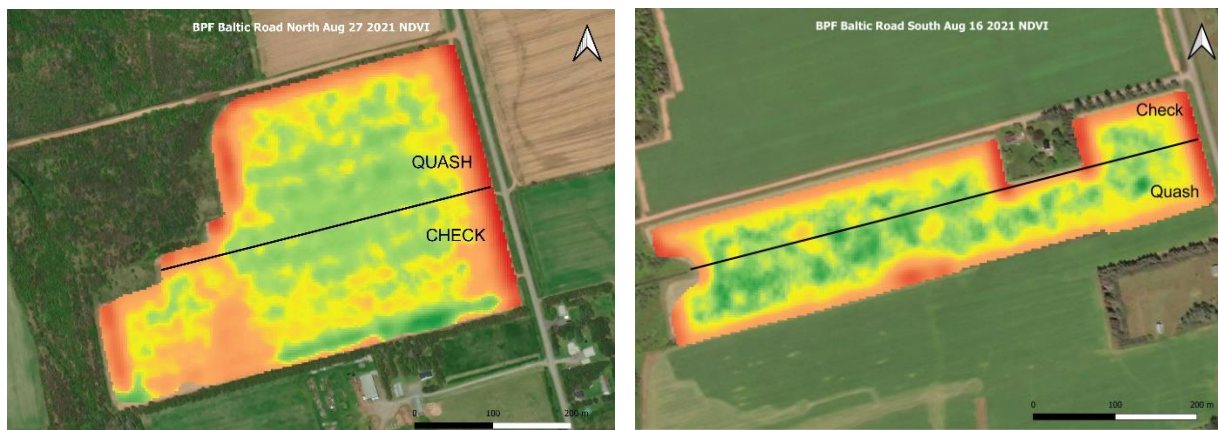 BPF Baltic Road North Aug 27 2021 NDVI
QUASH
CHECK
0 100 200 m
BPF Baltic Road South Aug 16 2021 NDVI
Check
Quash
0 100 200 m